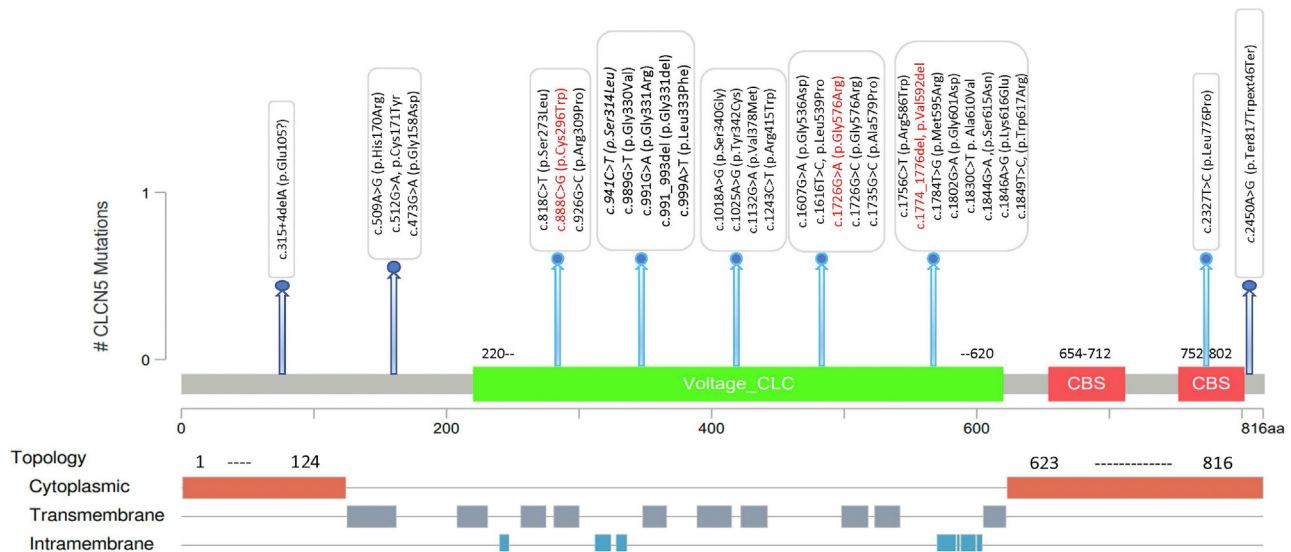 c.315+4delA (p.Glu105?)
c.509A>G (p.His170Arg)
c.512G>A, p.Cys171Tyr
c.473G>A (p.Gly158Asp)
c.818C>T (p.Ser273Leu)
c.888C>G (p.Cys296Trp)
c.926G>C (p.Arg309Pro)
c.941C>T (p.Ser314Leu)
c.989G>T (p.Gly330Val)
c.991G>A (p.Gly331Arg)
c.991_993del (p.Gly331del)
c.999A>T (p.Leu333Phe)
c.1018A>G (p.Ser340Gly)
c.1025A>G (p.Tyr342Cys)
c.1132G>A (p.Val378Met)
c.1243C>T (p.Arg415Trp)
c.1607G>A (p.Gly536Asp)
c.1616T>C, p.Leu539Pro
c.1726G>A (p.Gly576Arg)
c.1726G>C (p.Gly576Arg)
c.1735G>C (p.Ala579Pro)
c.1756C>T (p.Arg586Trp)
c.1774_1776del, p.Val592del
c.1784T>G (p.Met595Arg)
c.1802G>A (p.Gly601Asp)
c.1830C>T p. Ala610Val
c.1844G>A ,(p.Ser615Asn)
c.1846A>G (p.Lys616Glu)
c.1849T>C, (p.Trp617Arg)
c.2327T>C (p.Leu776Pro)
c.2450A>G (p.Ter817Trpext46Ter)
# CLCN5 Mutations
1
0
220--
--620
654-712
752-802
Voltage_CLC
CBS
CBS
0
200
400
600
816aa
Topology
1 ---- 124
623 ------------- 816
Cytoplasmic
Transmembrane
Intramembrane